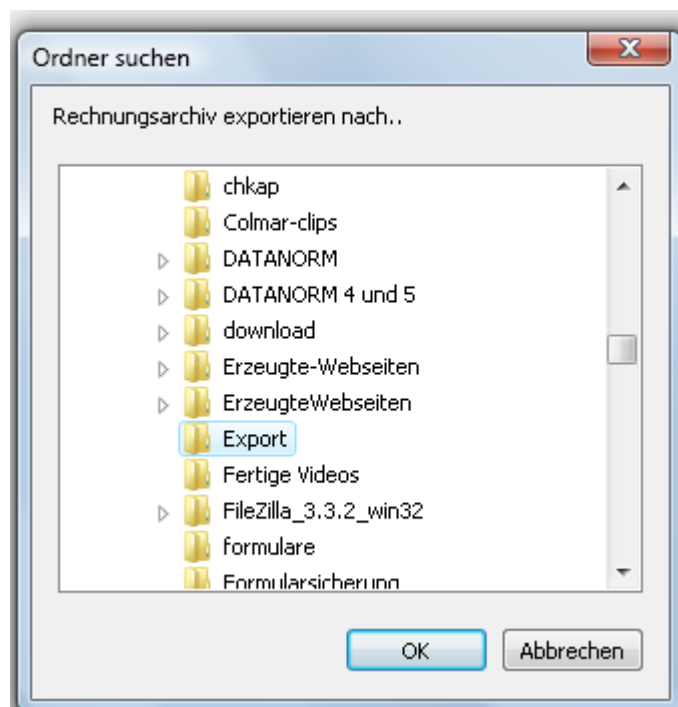 Ordner suchen
Rechnungsarchiv exportieren nach..
chkap
Colmar-clips
DATANORM
DATANORM 4 und 5
download
Erzeugte-Webseiten
ErzeugteWebseiten
Export
Fertige Videos
FileZilla_3.3.2_win32
formulare
Formularsicherung
OK Abbrechen